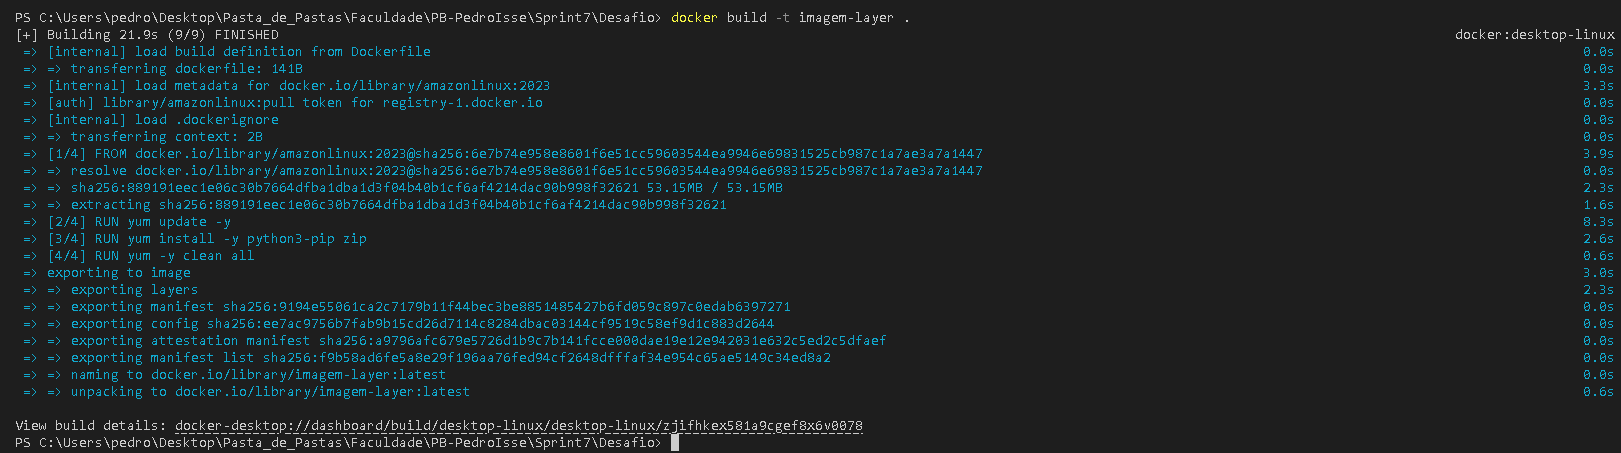 PS C:\Users\pedro\Desktop\Pasta_de_Pastas\Faculdade\PB-PedroIsse\Sprint7\Desafio> docker build -t imagem-layer .
[+] Building 21.9s (9/9) FINISHED docker:desktop-linux
=> [internal] load build definition from Dockerfile 0.0s
=> => transferring dockerfile: 141B 0.0s
=> [internal] load metadata for docker.io/library/amazonlinux:2023 3.3s
=> [auth] library/amazonlinux:pull token for registry-1.docker.io 0.0s
=> [internal] load .dockerignore 0.0s
=> => transferring context: 2B 0.0s
=> [1/4] FROM docker.io/library/amazonlinux:2023@sha256:6e7b74e958e8601f6e51cc59603544ea9946e69831525cb987c1a7ae3a7a1447 3.9s
=> => resolve docker.io/library/amazonlinux:2023@sha256:6e7b74e958e8601f6e51cc59603544ea9946e69831525cb987c1a7ae3a7a1447 0.0s
=> => sha256:889191eec1e06c30b7664dfba1dba1d3f04b40b1cf6af4214dac90b998f32621 53.15MB / 53.15MB 2.3s
=> => extracting sha256:889191eec1e06c30b7664dfba1dba1d3f04b40b1cf6af4214dac90b998f32621 1.6s
=> [2/4] RUN yum update -y 8.3s
=> [3/4] RUN yum install -y python3-pip zip 2.6s
=> [4/4] RUN yum -y clean all 0.6s
=> exporting to image 3.0s
=> => exporting layers 2.3s
=> => exporting manifest sha256:9194e55061ca2c7179b11f44bec3be8851485427b6fd059c897c0edab6397271 0.0s
=> => exporting config sha256:ee7ac9756b7fab9b15cd26d7114c8284dbac03144cf9519c58ef9d1c883d2644 0.0s
=> => exporting attestation manifest sha256:a9796afc679e5726d1b9c7b141fcce000dae19e12e942031e632c5ed2c5dfaef 0.0s
=> => exporting manifest list sha256:f9b58ad6fe5a8e29f196aa76fed94cf2648dfffaf34e954c65ae5149c34ed8a2 0.0s
=> => naming to docker.io/library/imagem-layer:latest 0.0s
=> => unpacking to docker.io/library/imagem-layer:latest 0.6s
View build details: docker-desktop://dashboard/build/desktop-linux/desktop-linux/zjifhkex581a9cgef8x6v0078
PS C:\Users\pedro\Desktop\Pasta_de_Pastas\Faculdade\PB-PedroIsse\Sprint7\Desafio>